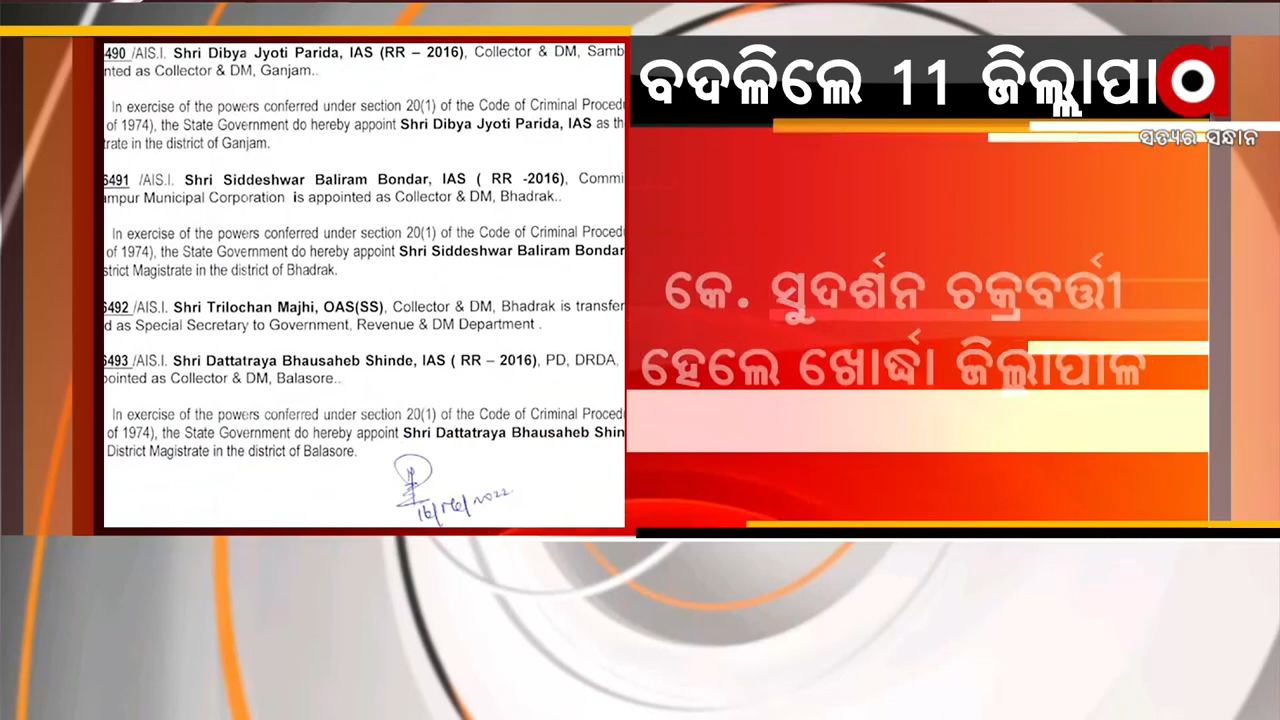 490 /AIS.I. Shri Dibya Jyoti Parida, IAS (RR – 2016), Collector & DM, Samb
nted as Collector & DM, Ganjam..
In exercise of the powers conferred under section 20(1) of the Code of Criminal Procedu
of 1974), the State Government do hereby appoint Shri Dibya Jyoti Parida, IAS as th
trate in the district of Ganjam.
6491 /AIS.I. Shri Siddeshwar Baliram Bondar, IAS ( RR -2016), Commi
ampur Municipal Corporation is appointed as Collector & DM, Bhadrak..
In exercise of the powers conferred under section 20(1) of the Code of Criminal Procedu
of 1974), the State Government do hereby appoint Shri Siddeshwar Baliram Bondar
strict Magistrate in the district of Bhadrak.
6492 /AIS.I. Shri Trilochan Majhi, OAS(SS), Collector & DM, Bhadrak is transfer
d as Special Secretary to Government, Revenue & DM Department .
6493 /AIS.I. Shri Dattatraya Bhausaheb Shinde, IAS ( RR – 2016), PD, DRDA,
pointed as Collector & DM, Balasore..
In exercise of the powers conferred under section 20(1) of the Code of Criminal Procedu
of 1974), the State Government do hereby appoint Shri Dattatraya Bhausaheb Shin
District Magistrate in the district of Balasore.
ବଦଳିଲେ 11 ଜିଲ୍ଲାପା
ସତ୍ୟର ସନ୍ଧାନ
କେ. ସୁଦର୍ଶନ ଚକ୍ରବର୍ତ୍ତୀ
ହେଲେ ଖୋର୍ଦ୍ଧା ଜିଲ୍ଲାପାଳ